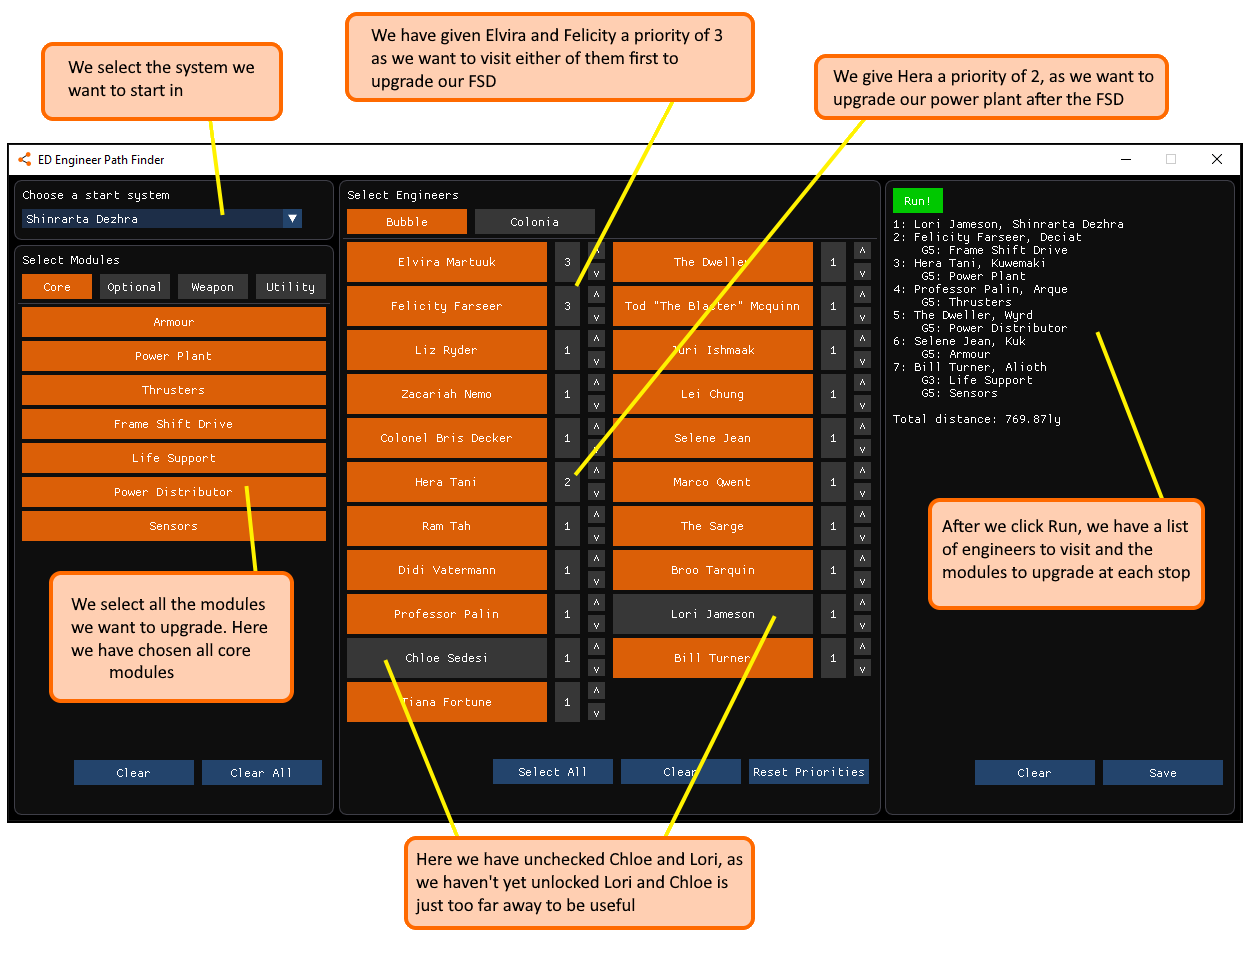 We have given Elvira and Felicity a priority of 3
as we want to visit either of them first to
upgrade our FSD
We select the system we
want to start in
We give Hera a priority of 2, as we want to
upgrade our power plant after the FSD
ED Engineer Path Finder
Choose a start system
Shinrarta Dezhra
Select Modules
Core Optional Weapon Utility
Armour
Power Plant
Thrusters
Frame Shift Drive
Life Support
Power Distributor
Sensors
We select all the modules
we want to upgrade. Here
we have chosen all core
modules
Clear Clear All
Select Engineers
Bubble Colonia
Elvira Martuuk 3 The Dweller 1
Felicity Farseer 3 Tod "The Blaster" Mcquinn 1
Liz Ryder 1 Juri Ishmaak 1
Zacariah Nemo 1 Lei Chung 1
Colonel Bris Decker 1 Selene Jean 1
Hera Tani 2 Marco Qwent 1
Ram Tah 1 The Sarge 1
Didi Vatermann 1 Broo Tarquin 1
Professor Palin 1 Lori Jameson 1
Chloe Sedesi 1 Bill Turner 1
Tiana Fortune 1
Select All Clear Reset Priorities
Run!
1: Lori Jameson, Shinrarta Dezhra
2: Felicity Farseer, Deciat
G5: Frame Shift Drive
3: Hera Tani, Kuwemaki
G5: Power Plant
4: Professor Palin, Arque
G5: Thrusters
5: The Dweller, Wyrd
G5: Power Distributor
6: Selene Jean, Kuk
G5: Armour
7: Bill Turner, Alioth
G3: Life Support
G5: Sensors
Total distance: 769.87ly
After we click Run, we have a list
of engineers to visit and the
modules to upgrade at each stop
Clear Save
Here we have unchecked Chloe and Lori, as
we haven't yet unlocked Lori and Chloe is
just too far away to be useful